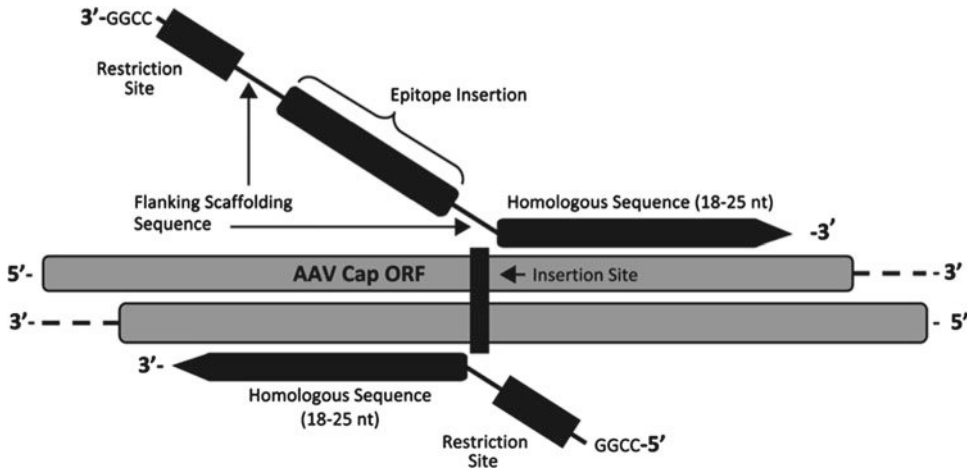 3'-GGCC
Restriction
Site
Epitope Insertion
Flanking Scaffolding
Sequence
Homologous Sequence (18-25 nt)
-3'
5'-
AAV Cap ORF
Insertion Site
-3'
3'-
- 5'
3'-
Homologous Sequence
(18-25 nt)
Restriction
Site
GGCC-5'